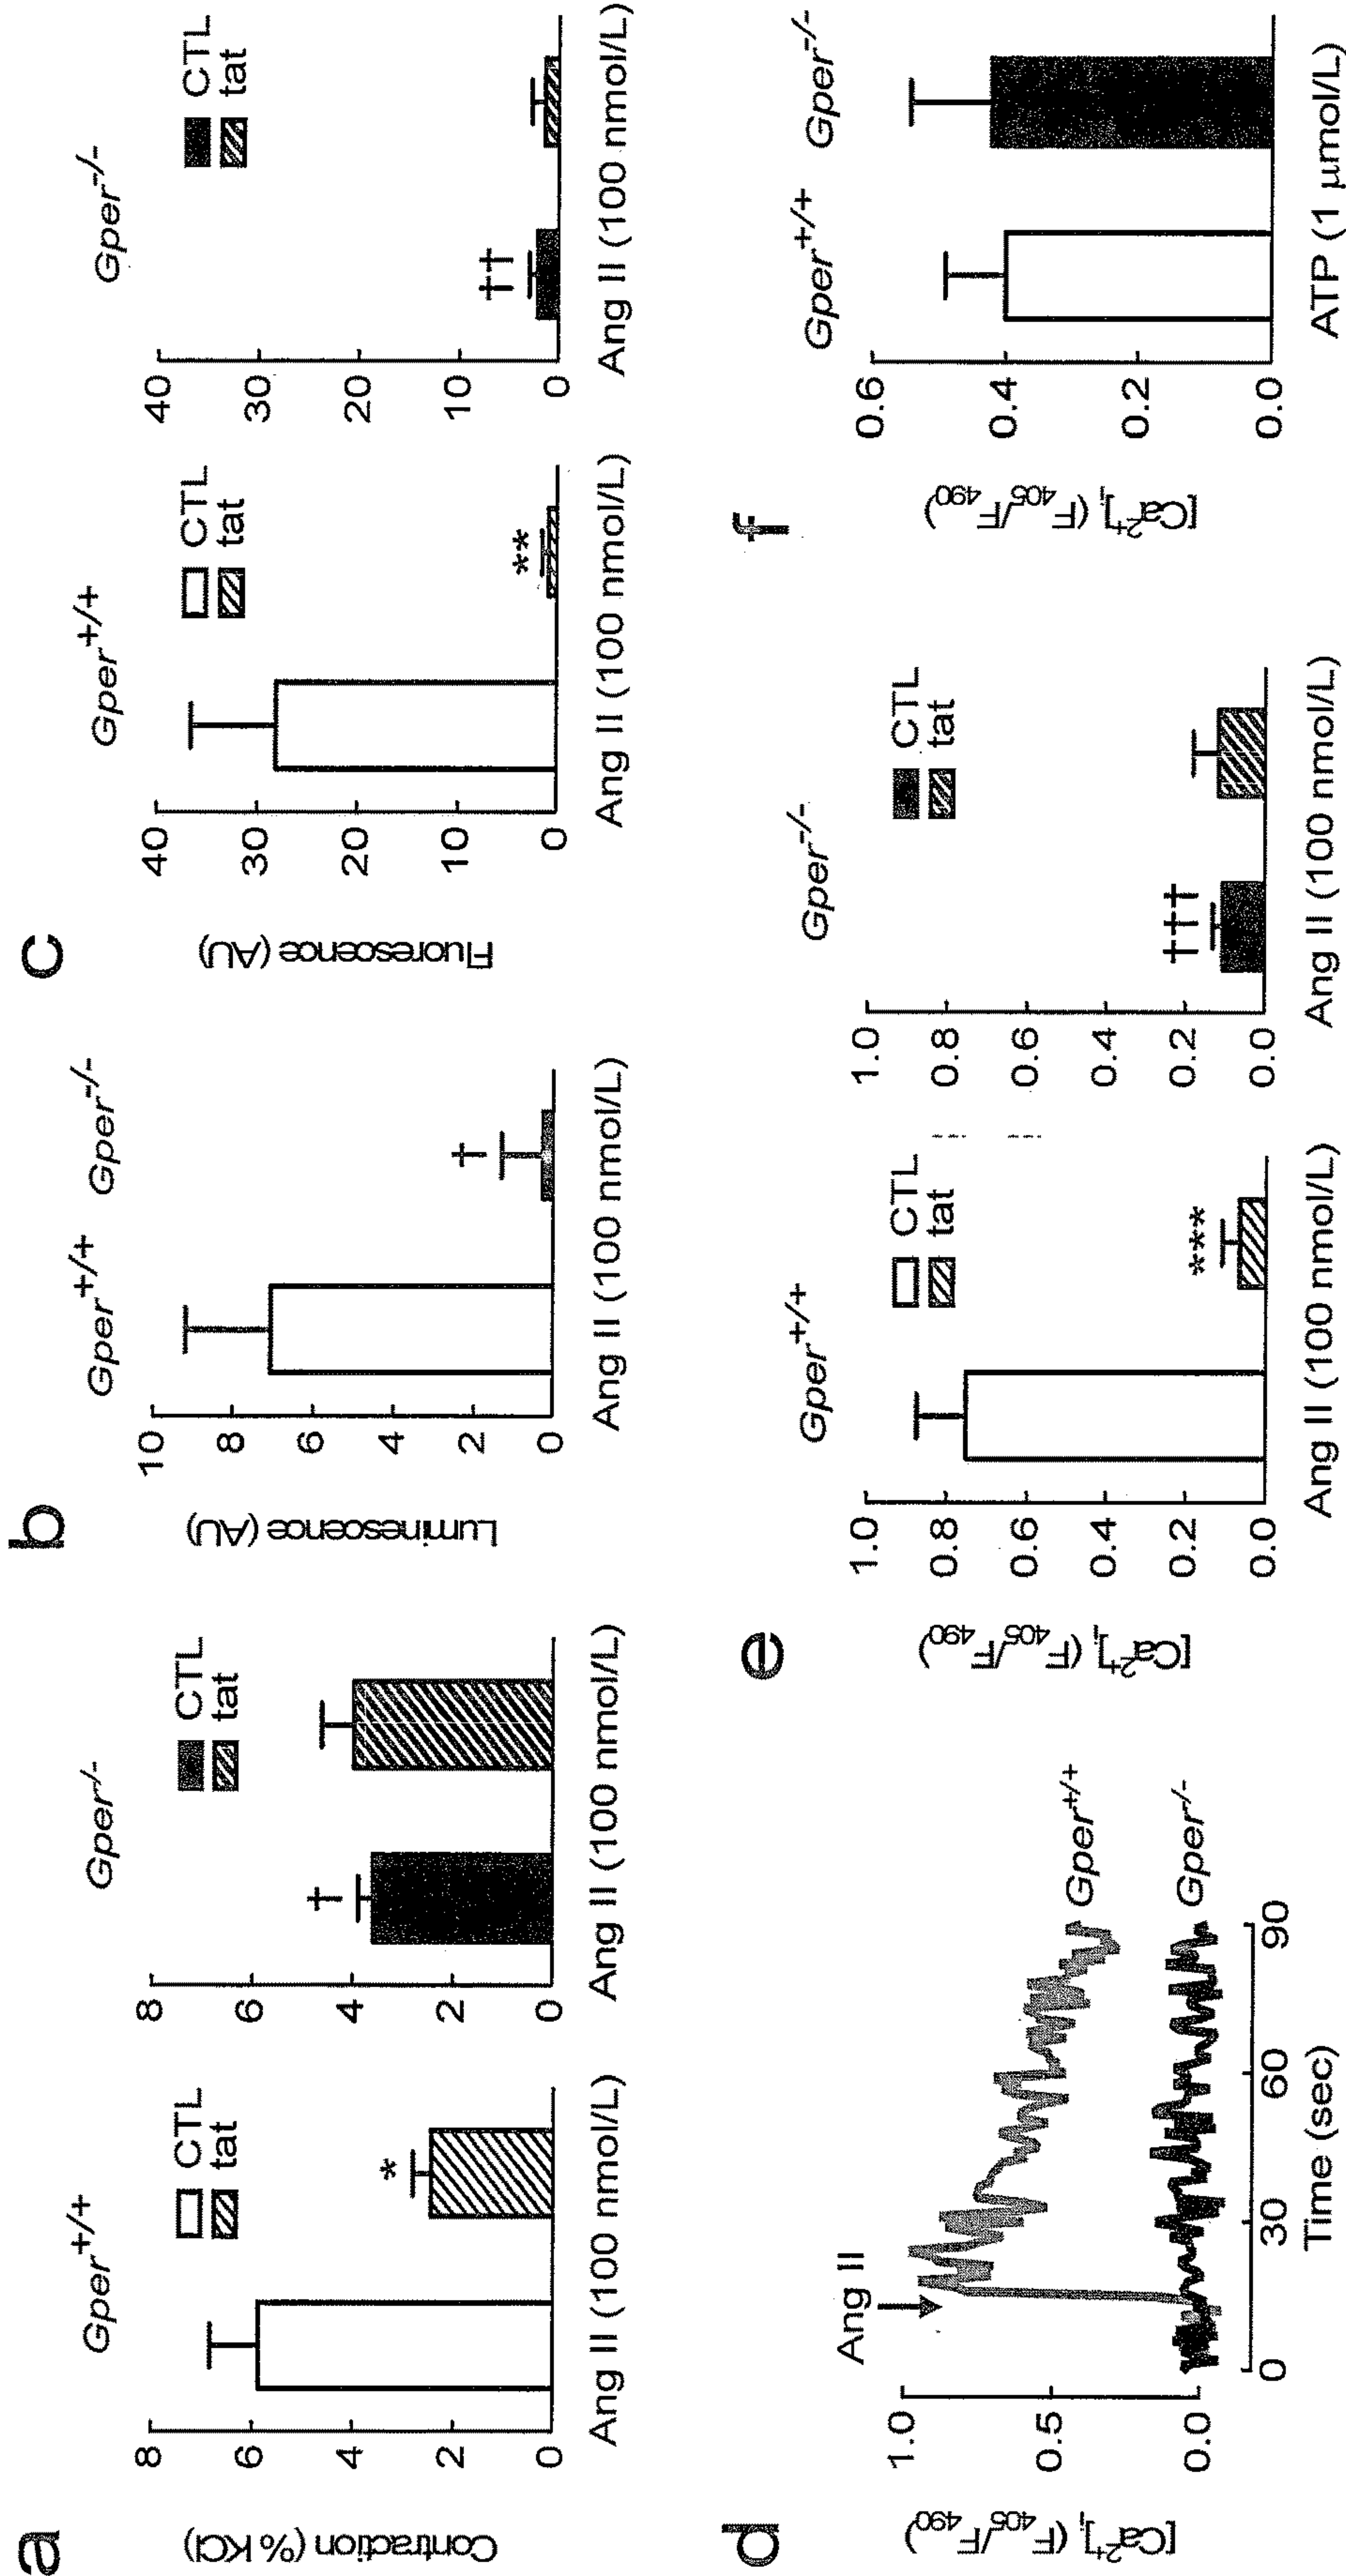 a
Contraction (% KCl)
8
6
4
2
0
Gper+/+
CTL
tat
*
Ang II (100 nmol/L)
8
6
4
2
0
Gper-/-
CTL
tat
†
Ang II (100 nmol/L)
b
Luminescence (AU)
10
8
6
4
2
0
Gper+/+ Gper-/-
†
Ang II (100 nmol/L)
c
Fluorescence (AU)
40
30
20
10
0
Gper+/+
CTL
tat
**
Ang II (100 nmol/L)
40
30
20
10
0
Gper-/-
CTL
tat
††
Ang II (100 nmol/L)
d
[Ca2+]i (F405/F490)
1.0
0.5
0.0
Ang II
Gper+/+
Gper-/-
0 30 60 90
Time (sec)
e
[Ca2+]i (F405/F490)
1.0
0.8
0.6
0.4
0.2
0.0
Gper+/+
CTL
tat
***
Ang II (100 nmol/L)
1.0
0.8
0.6
0.4
0.2
0.0
Gper-/-
CTL
tat
†††
Ang II (100 nmol/L)
f
[Ca2+]i (F405/F490)
0.6
0.4
0.2
0.0
Gper+/+ Gper-/-
ATP (1 µmol/L)